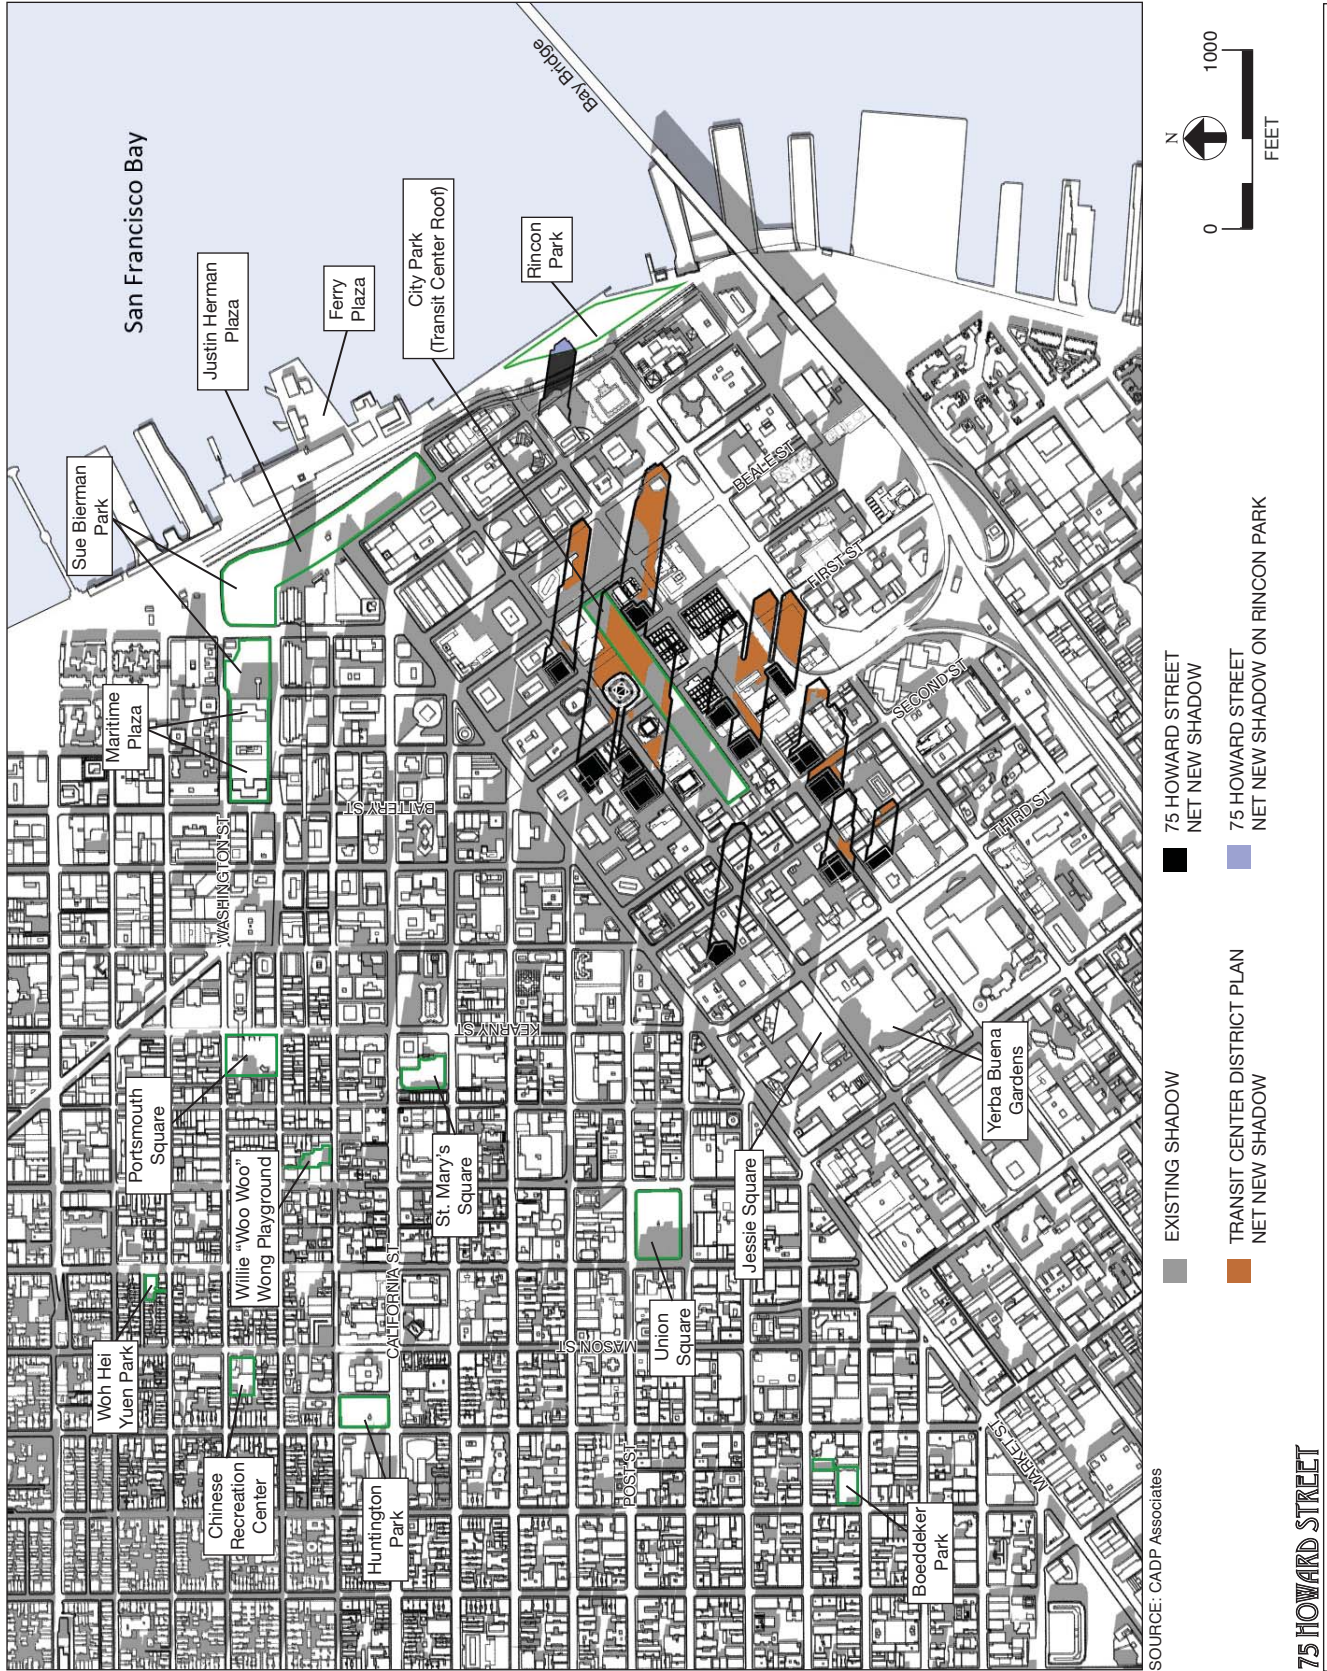 San Francisco Bay
Bay Bridge
Justin Herman
Plaza
Ferry
Plaza
City Park
(Transit Center Roof)
Rincon
Park
Sue Bierman
Park
Maritime
Plaza
Portsmouth
Square
Willie “Woo Woo”
Wong Playground
St. Mary's
Square
Woh Hei
Yuen Park
Chinese
Recreation
Center
Huntington
Park
Union
Square
Jessie Square
Yerba Buena
Gardens
Boeddeker
Park
WASHINGTON ST
BATTERY ST
KEARNY ST
CALIFORNIA ST
MASON ST
POST ST
MARKET ST
THIRD ST
SECOND ST
FIRST ST
BEALE ST
N
0
1000
FEET
SOURCE: CADP Associates
EXISTING SHADOW
TRANSIT CENTER DISTRICT PLAN
NET NEW SHADOW
75 HOWARD STREET
NET NEW SHADOW
75 HOWARD STREET
NET NEW SHADOW ON RINCON PARK
75 HOWARD STREET